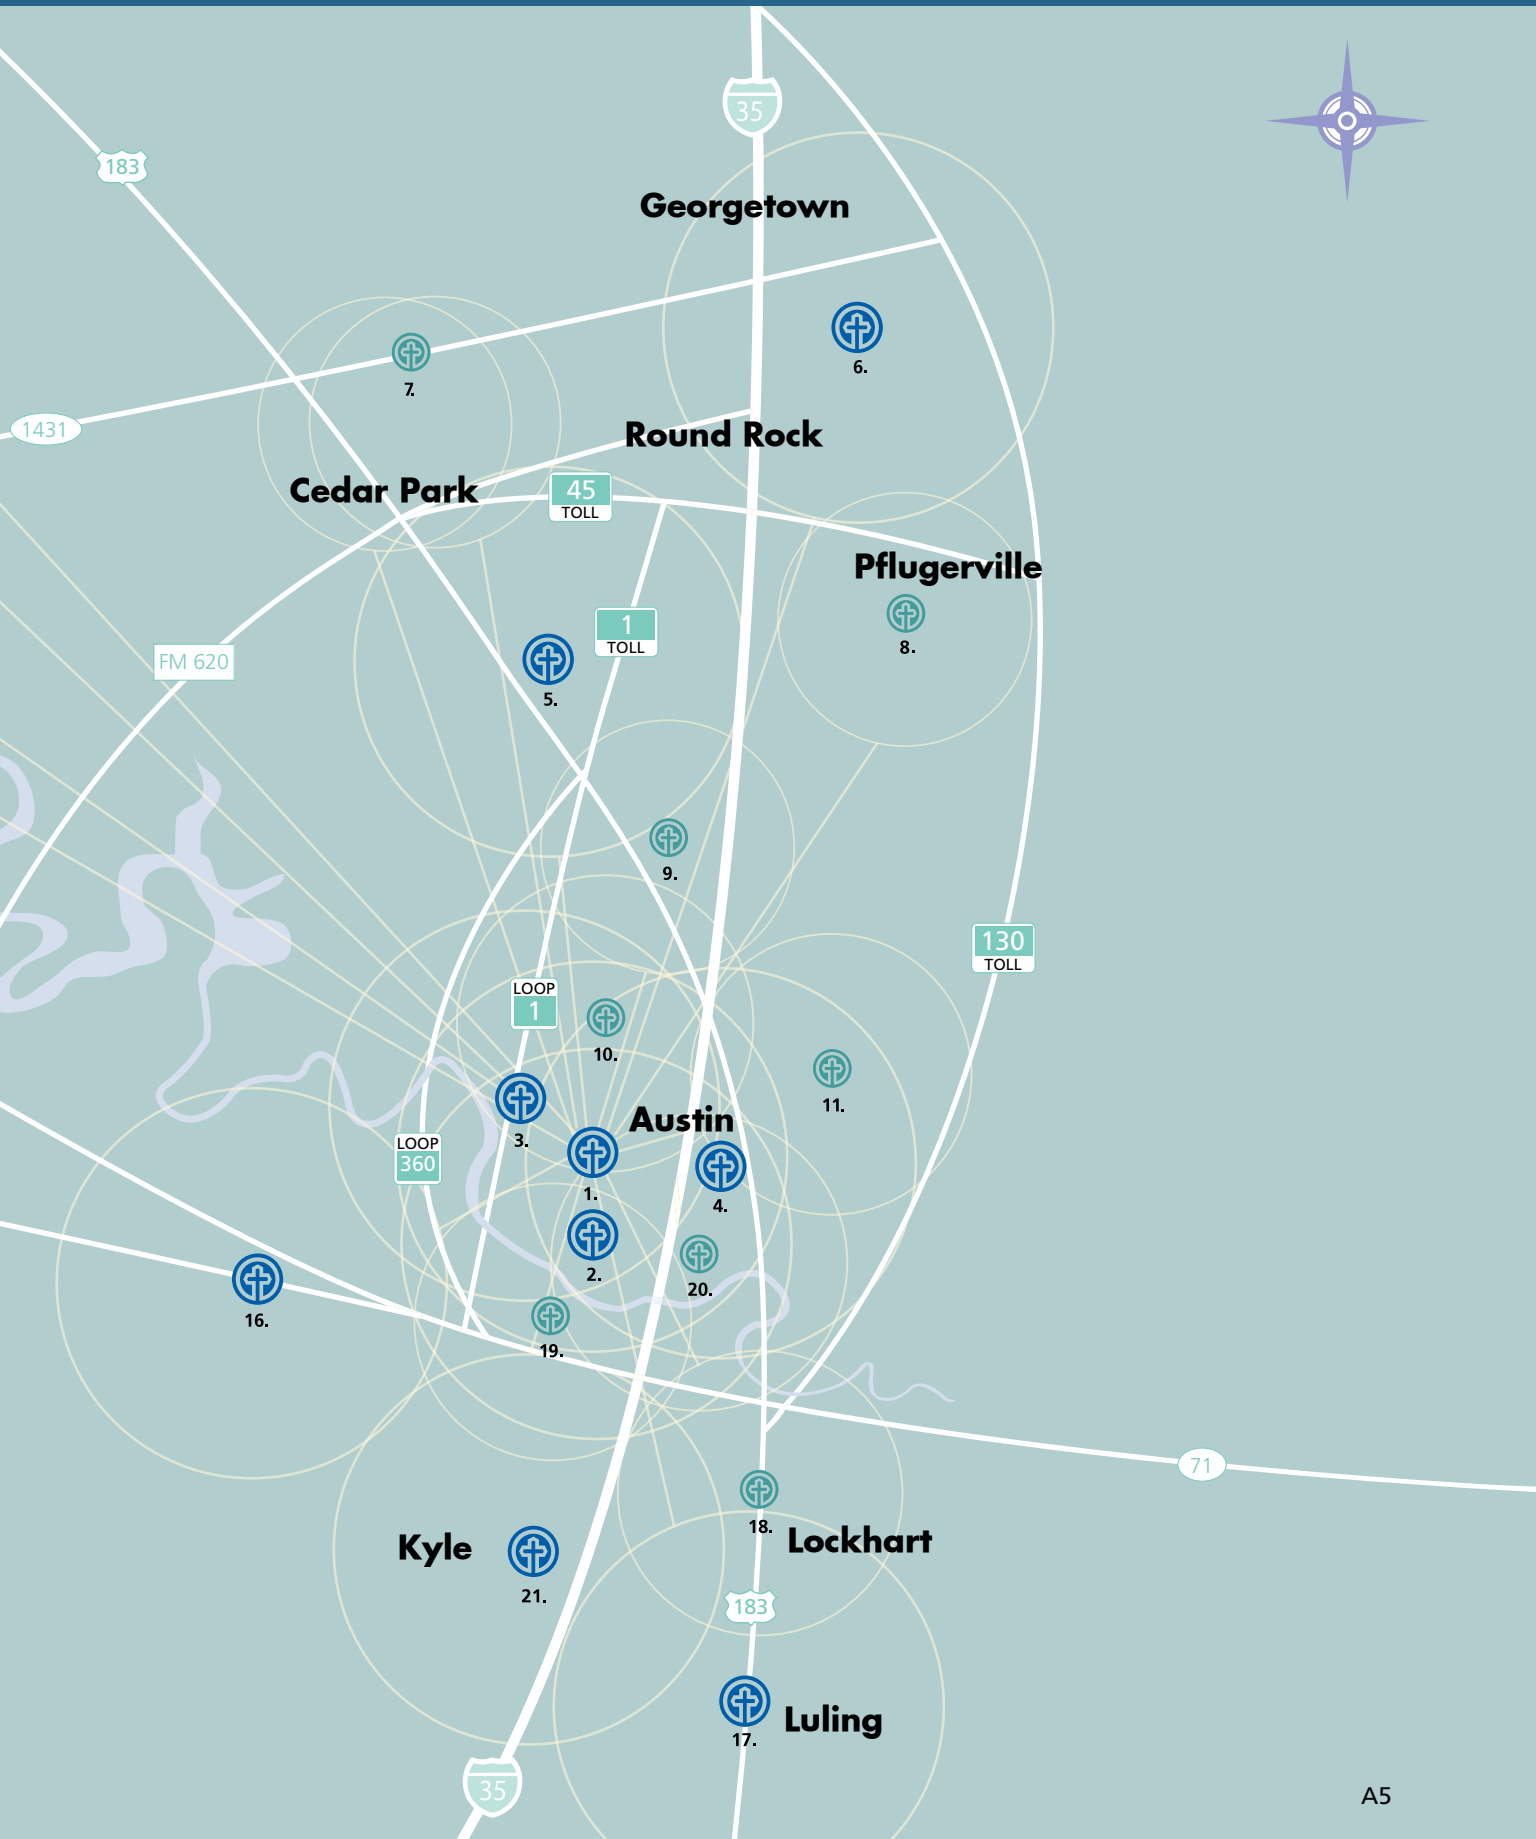 35
183
Georgetown
6.
7.
1431
Round Rock
Cedar Park
45
TOLL
Pflugerville
1
TOLL
8.
FM 620
5.
9.
130
TOLL
LOOP
1
10.
11.
Austin
3.
LOOP
360
1.
4.
2.
20.
16.
19.
71
18.
Lockhart
Kyle
21.
183
Luling
17.
35
A5